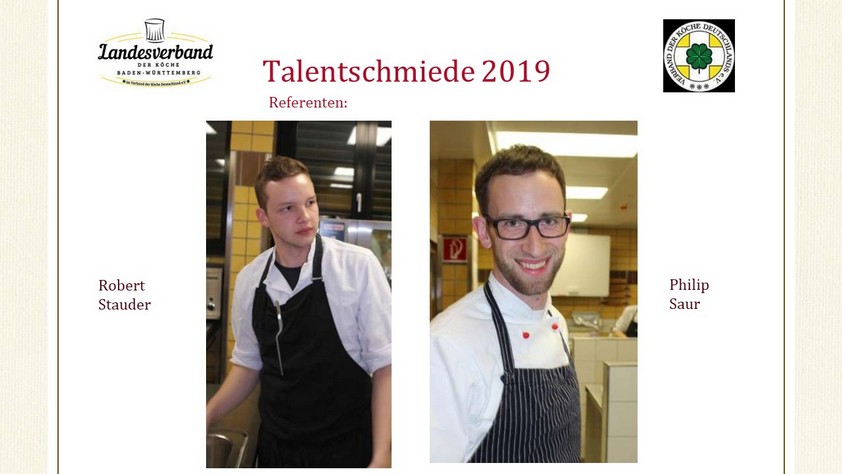 Landesverband
DER KÖCHE
BADEN-WÜRTTEMBERG
im Verband der Köche Deutschlands e.V.
VERBAND DER KÖCHE DEUTSCHLANDS e.V.
Talentschmiede 2019
Referenten:
Robert
Stauder
Philip
Saur